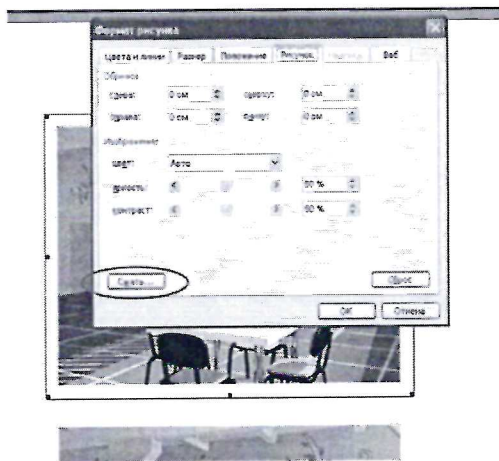 Формат рисунка
Цвета и линии Размер Положение Рисунок Надпись Веб
Обрезка
слева: 0 см сверху: 0 см
справа: 0 см снизу: 0 см
Изображение
цвет: Авто
яркость: 50 %
контраст: 50 %
Сжать... Сброс
ОК Отмена